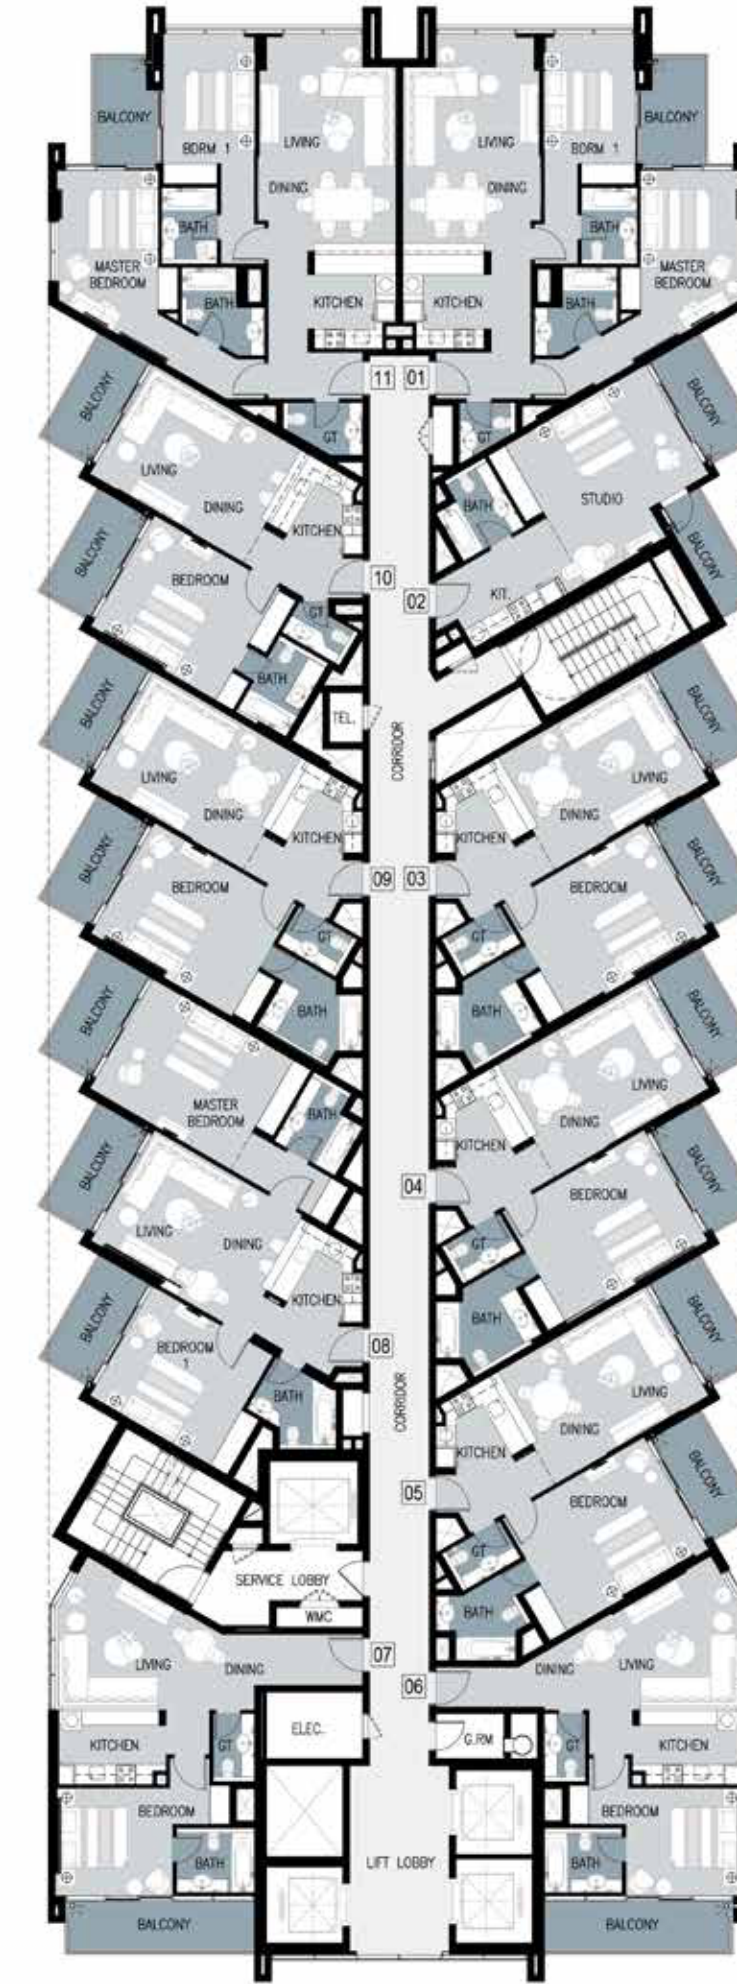 BALCONY
BDRM 1
LIVING
DINING
LIVING
DINING
BDRM 1
BALCONY
MASTER
BEDROOM
BATH
BATH
KITCHEN
KITCHEN
BATH
BATH
MASTER
BEDROOM
11
01
BALCONY
GT
GT
BALCONY
LIVING
DINING
KITCHEN
BATH
STUDIO
BALCONY
BEDROOM
10
02
KIT.
BALCONY
GT
BATH
TEL.
CORRIDOR
BALCONY
LIVING
DINING
KITCHEN
KITCHEN
DINING
LIVING
BALCONY
BALCONY
BEDROOM
09
03
BEDROOM
BALCONY
GT
GT
BATH
BATH
BALCONY
MASTER
BEDROOM
BATH
KITCHEN
DINING
LIVING
BALCONY
BALCONY
LIVING
DINING
KITCHEN
04
BEDROOM
BALCONY
GT
BATH
BALCONY
BEDROOM
1
08
BATH
CORRIDOR
KITCHEN
DINING
LIVING
BALCONY
05
BEDROOM
BALCONY
GT
BATH
SERVICE LOBBY
WMC
LIVING
DINING
07
06
DINING
LIVING
KITCHEN
GT
ELEC.
G.RM
GT
KITCHEN
BEDROOM
BATH
LIFT LOBBY
BEDROOM
BATH
BALCONY
BALCONY